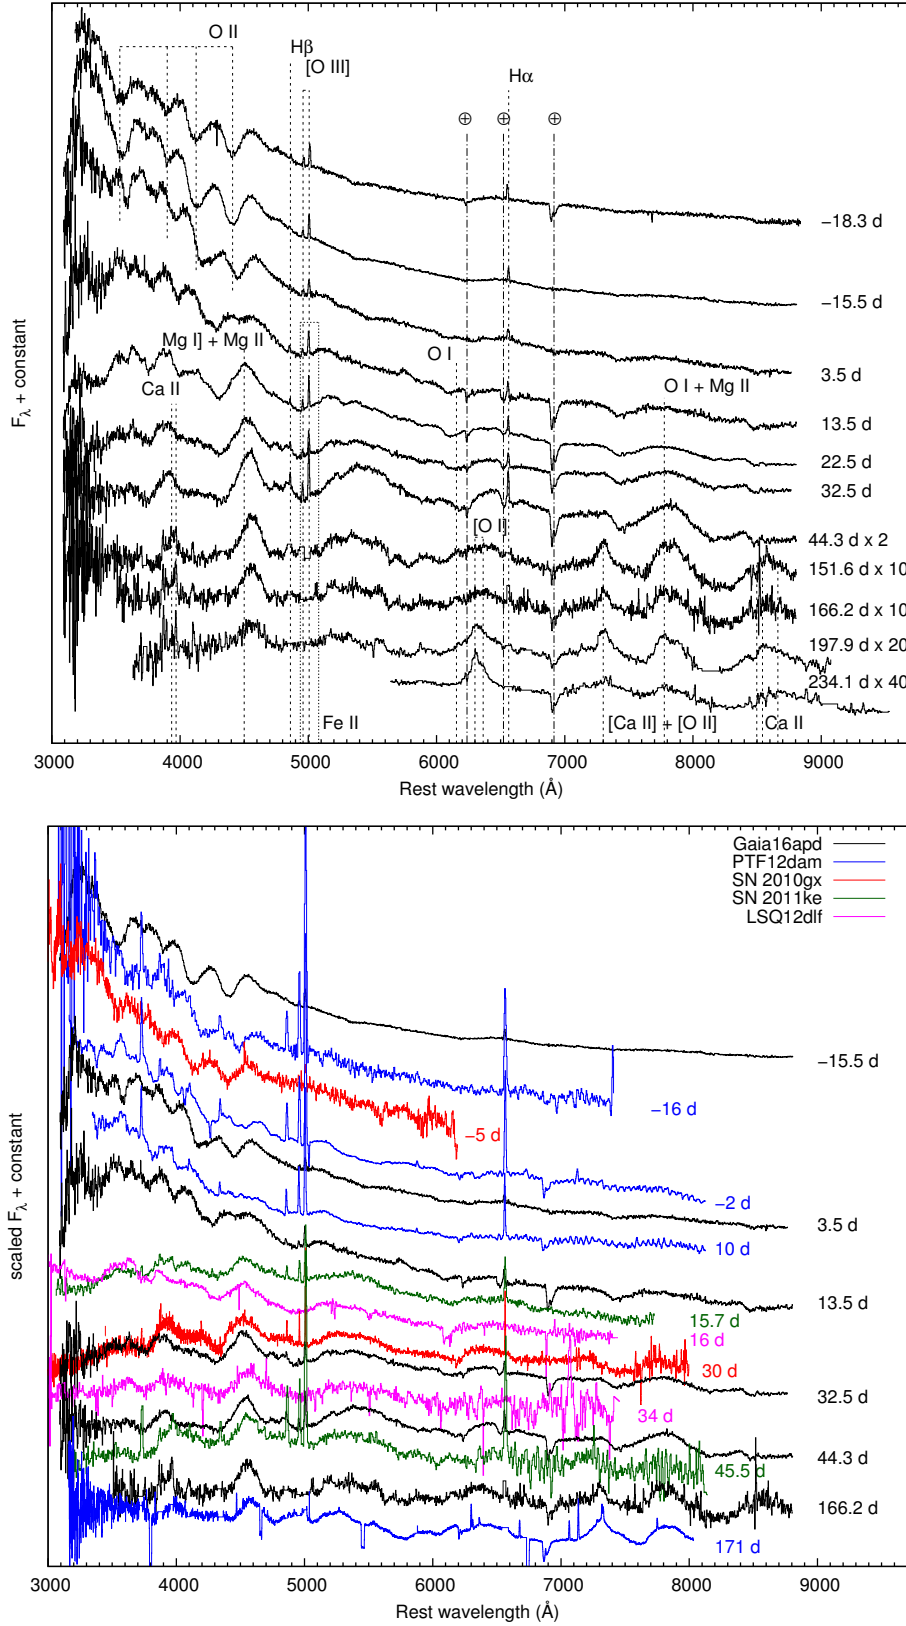 O II
Hβ
[O III]
Hα
⊕ ⊕ ⊕
−18.3 d
−15.5 d
3.5 d
Mg I] + Mg II
O I
Ca II
O I + Mg II
13.5 d
22.5 d
32.5 d
[O I]
44.3 d x 2
151.6 d x 10
166.2 d x 10
197.9 d x 20
234.1 d x 40
Fe II
[Ca II] + [O II]
Ca II
F_λ + constant
3000 4000 5000 6000 7000 8000 9000
Rest wavelength (Å)
Gaia16apd
PTF12dam
SN 2010gx
SN 2011ke
LSQ12dlf
−15.5 d
−16 d
−5 d
−2 d
3.5 d
10 d
13.5 d
15.7 d
16 d
30 d
32.5 d
34 d
44.3 d
45.5 d
166.2 d
171 d
scaled F_λ + constant
3000 4000 5000 6000 7000 8000 9000
Rest wavelength (Å)